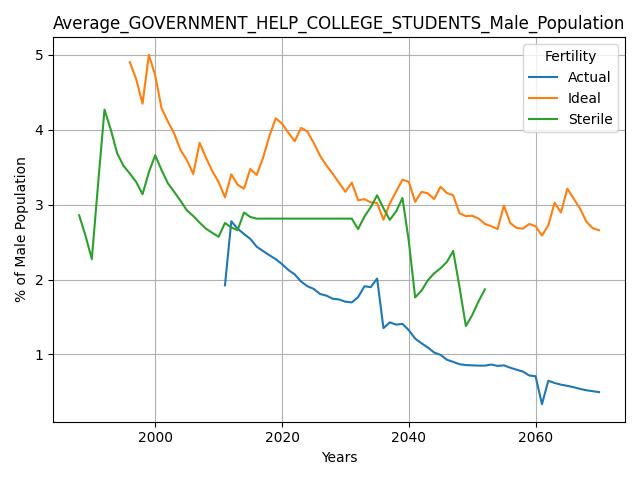 Average_GOVERNMENT_HELP_COLLEGE_STUDENTS_Male_Population
Fertility
Actual
Ideal
Sterile
% of Male Population
5
4
3
2
1
2000 2020 2040 2060
Years